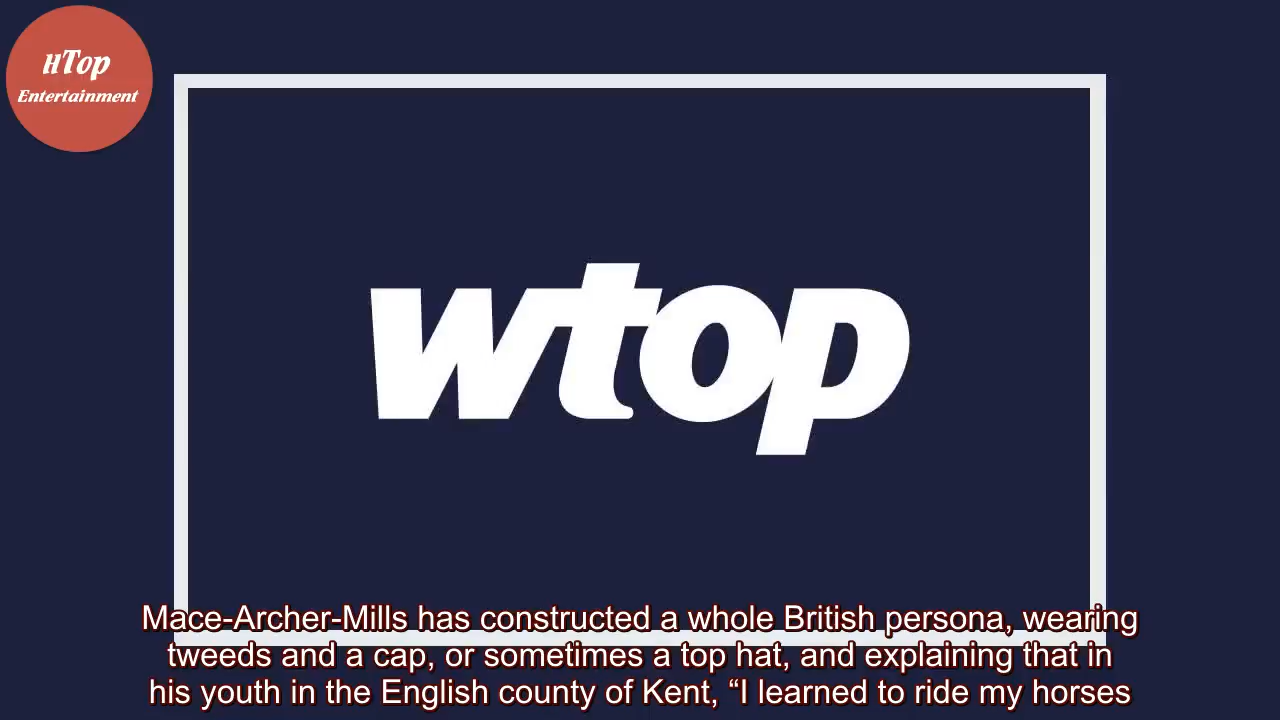 HTop
Entertainment
wtop
Mace-Archer-Mills has constructed a whole British persona, wearing
tweeds and a cap, or sometimes a top hat, and explaining that in
his youth in the English county of Kent, “I learned to ride my horses